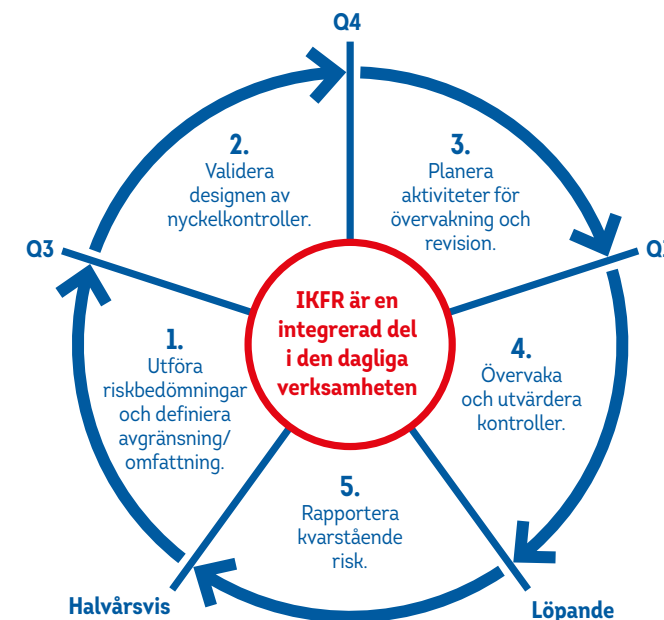 Q4
2.
Validera
designen av
nyckelkontroller.
3.
Planera
aktiviteter för
övervakning och
revision.
Q3
IKFR är en
integrerad del
i den dagliga
verksamheten
1.
Utföra
riskbedömningar
och definiera
avgränsning/
omfattning.
4.
Övervaka
och utvärdera
kontroller.
5.
Rapportera
kvarstående
risk.
Halvårsvis
Löpande